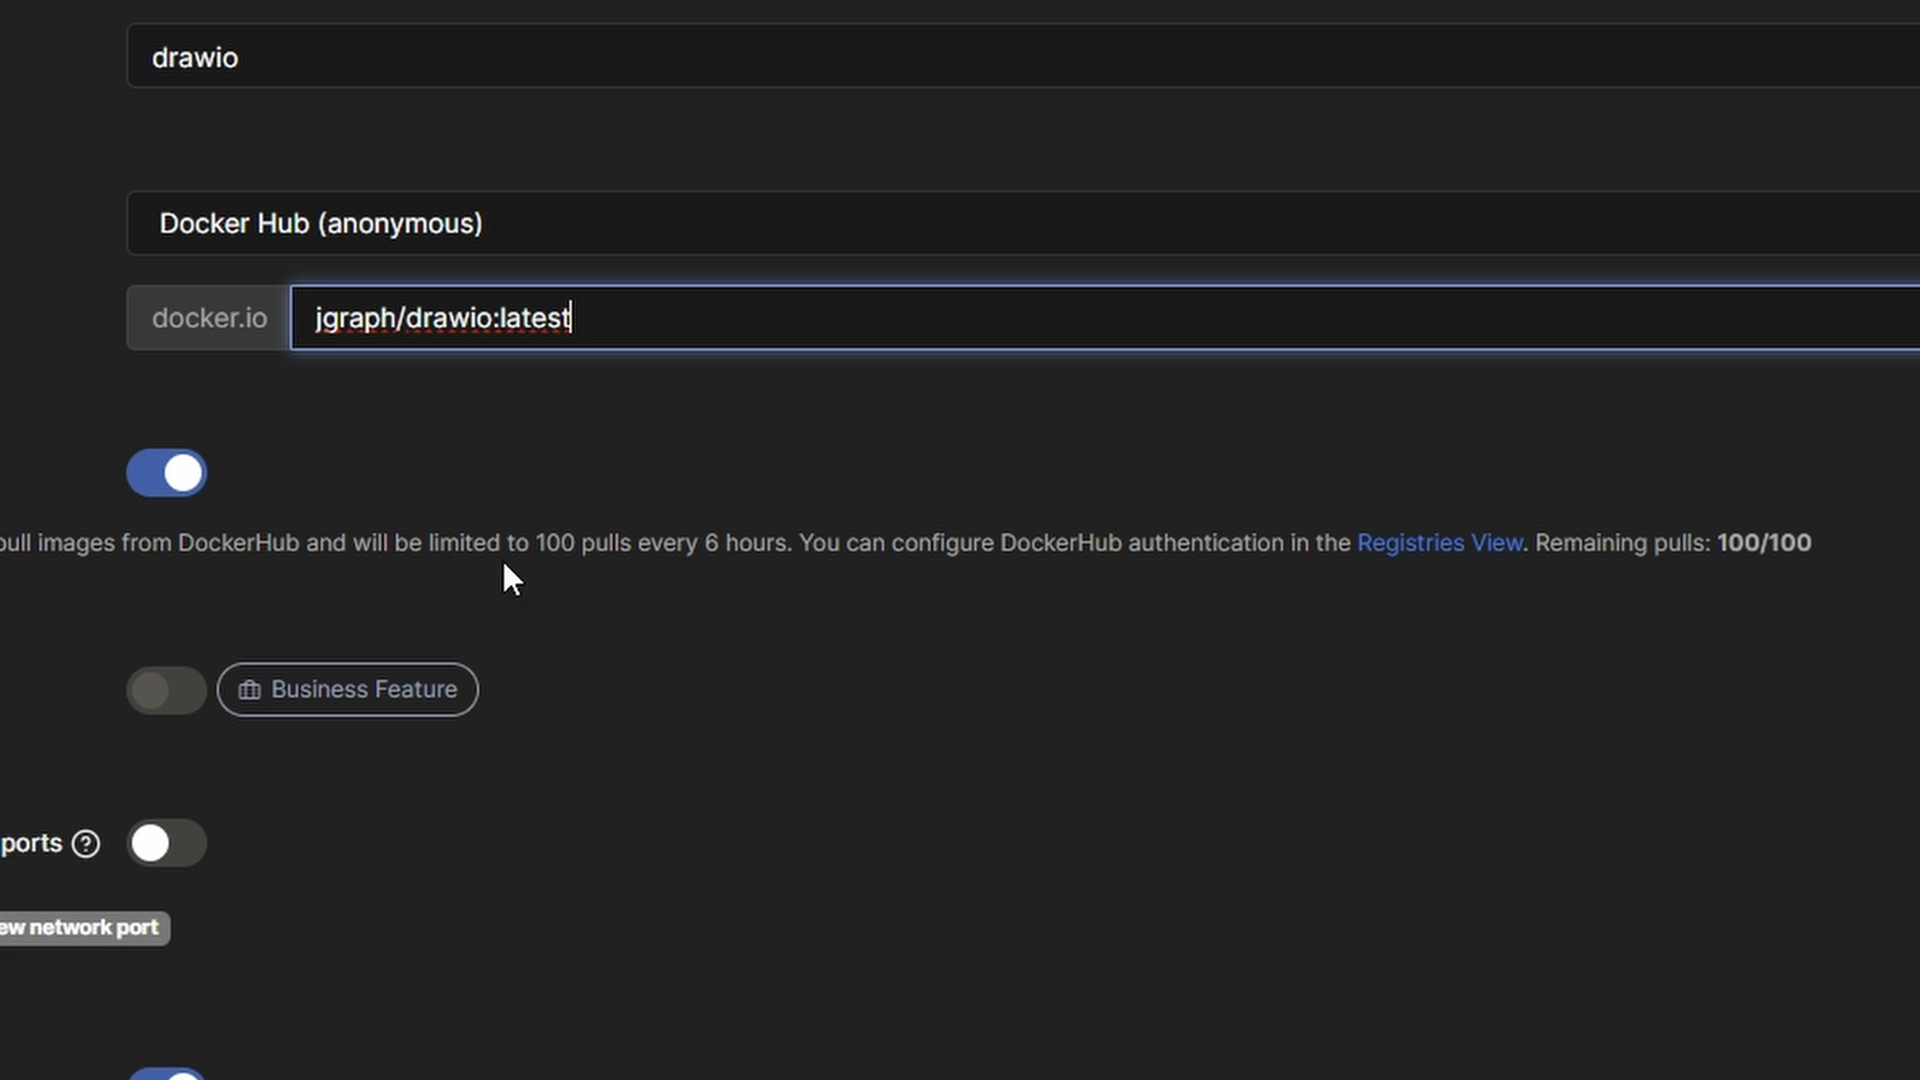 drawio
Docker Hub (anonymous)
docker.io jgraph/drawio:latest
images from DockerHub and will be limited to 100 pulls every 6 hours. You can configure DockerHub authentication in the Registries View. Remaining pulls: 100/100
Business Feature
ports ?
network port